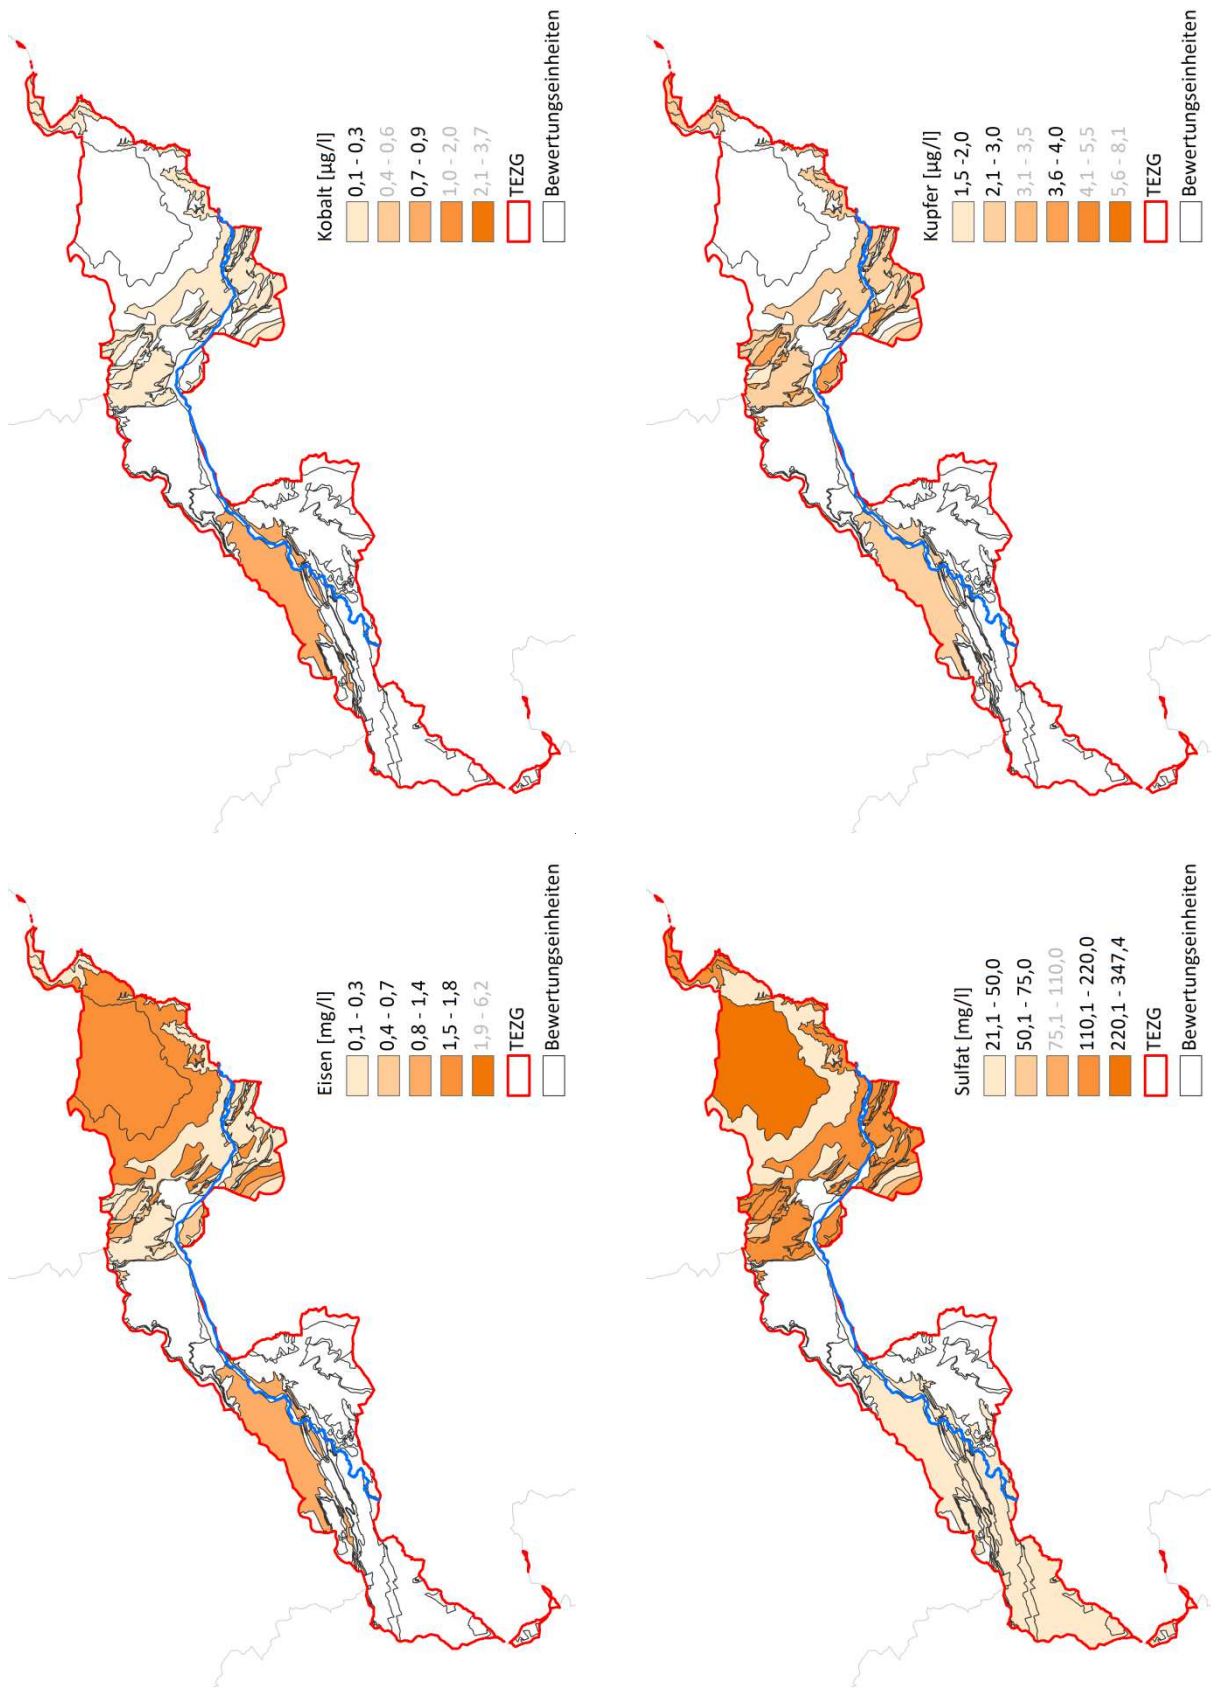 Eisen [mg/l]
0,1 - 0,3
0,4 - 0,7
0,8 - 1,4
1,5 - 1,8
1,9 - 6,2
TEZG
Bewertungseinheiten
Kobalt [µg/l]
0,1 - 0,3
0,4 - 0,6
0,7 - 0,9
1,0 - 2,0
2,1 - 3,7
TEZG
Bewertungseinheiten
Sulfat [mg/l]
21,1 - 50,0
50,1 - 75,0
75,1 - 110,0
110,1 - 220,0
220,1 - 347,4
TEZG
Bewertungseinheiten
Kupfer [µg/l]
1,5 -2,0
2,1 - 3,0
3,1 - 3,5
3,6 - 4,0
4,1 - 5,5
5,6 - 8,1
TEZG
Bewertungseinheiten